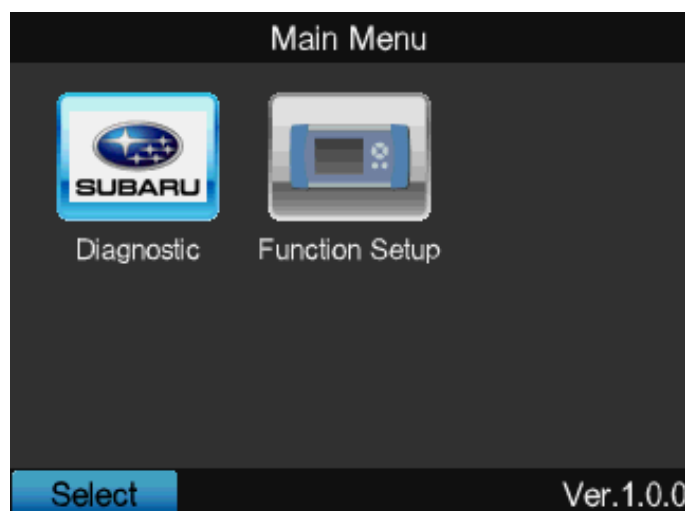 Main Menu
SUBARU
Diagnostic
Function Setup
Select
Ver.1.0.0